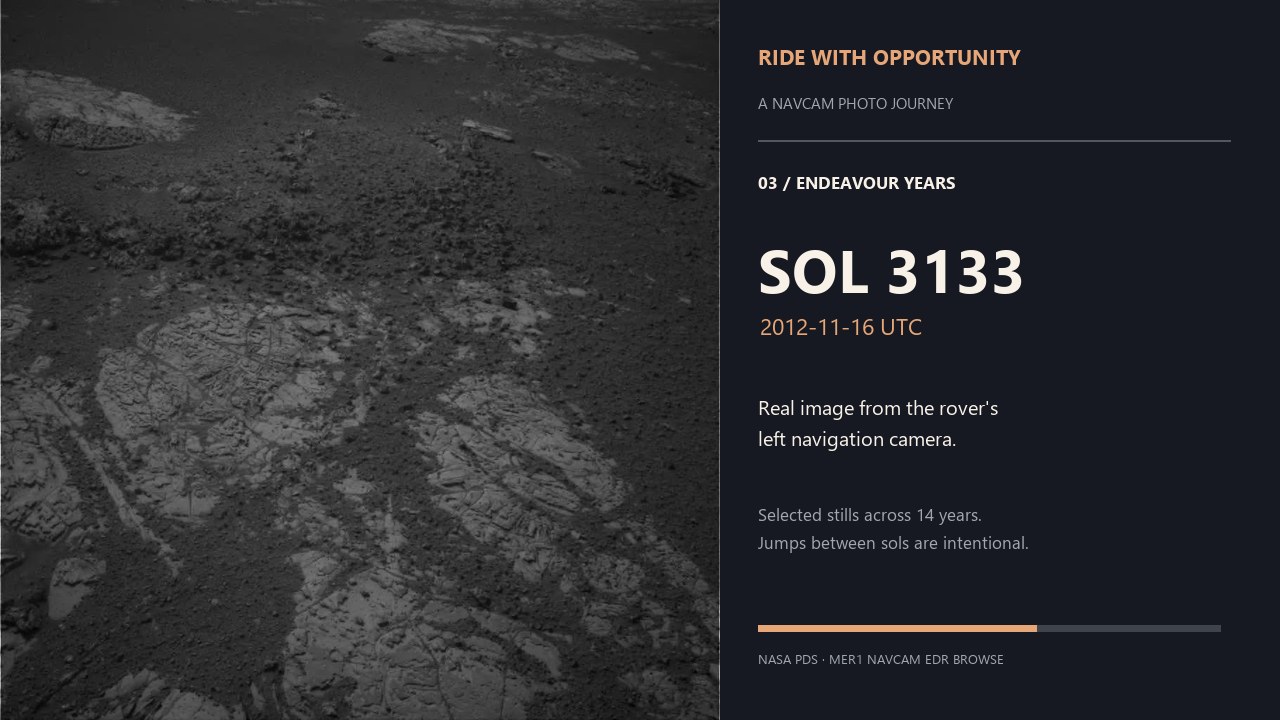 RIDE WITH OPPORTUNITY
A NAVCAM PHOTO JOURNEY
03 / ENDEAVOUR YEARS
SOL 3133
2012-11-16 UTC
Real image from the rover's
left navigation camera.
Selected stills across 14 years.
Jumps between sols are intentional.
NASA PDS · MER1 NAVCAM EDR BROWSE